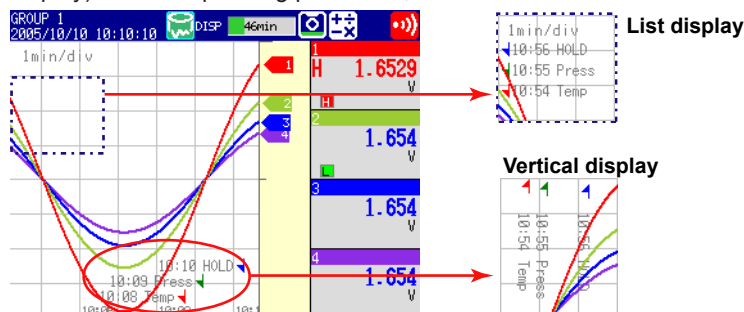 GROUP 1
2005/10/10 10:10:10
DISP
46min
1min/div
1
2
3
4
10:10 HOLD
10:09 Press
10:08 Temp
1
H 1.6529
V
H
2
1.654
V
L
3
1.654
V
4
1.654
V
1min/div
10:56 HOLD
10:55 Press
10:54 Temp
List display
Vertical display
10:54 Temp
10:55 Press